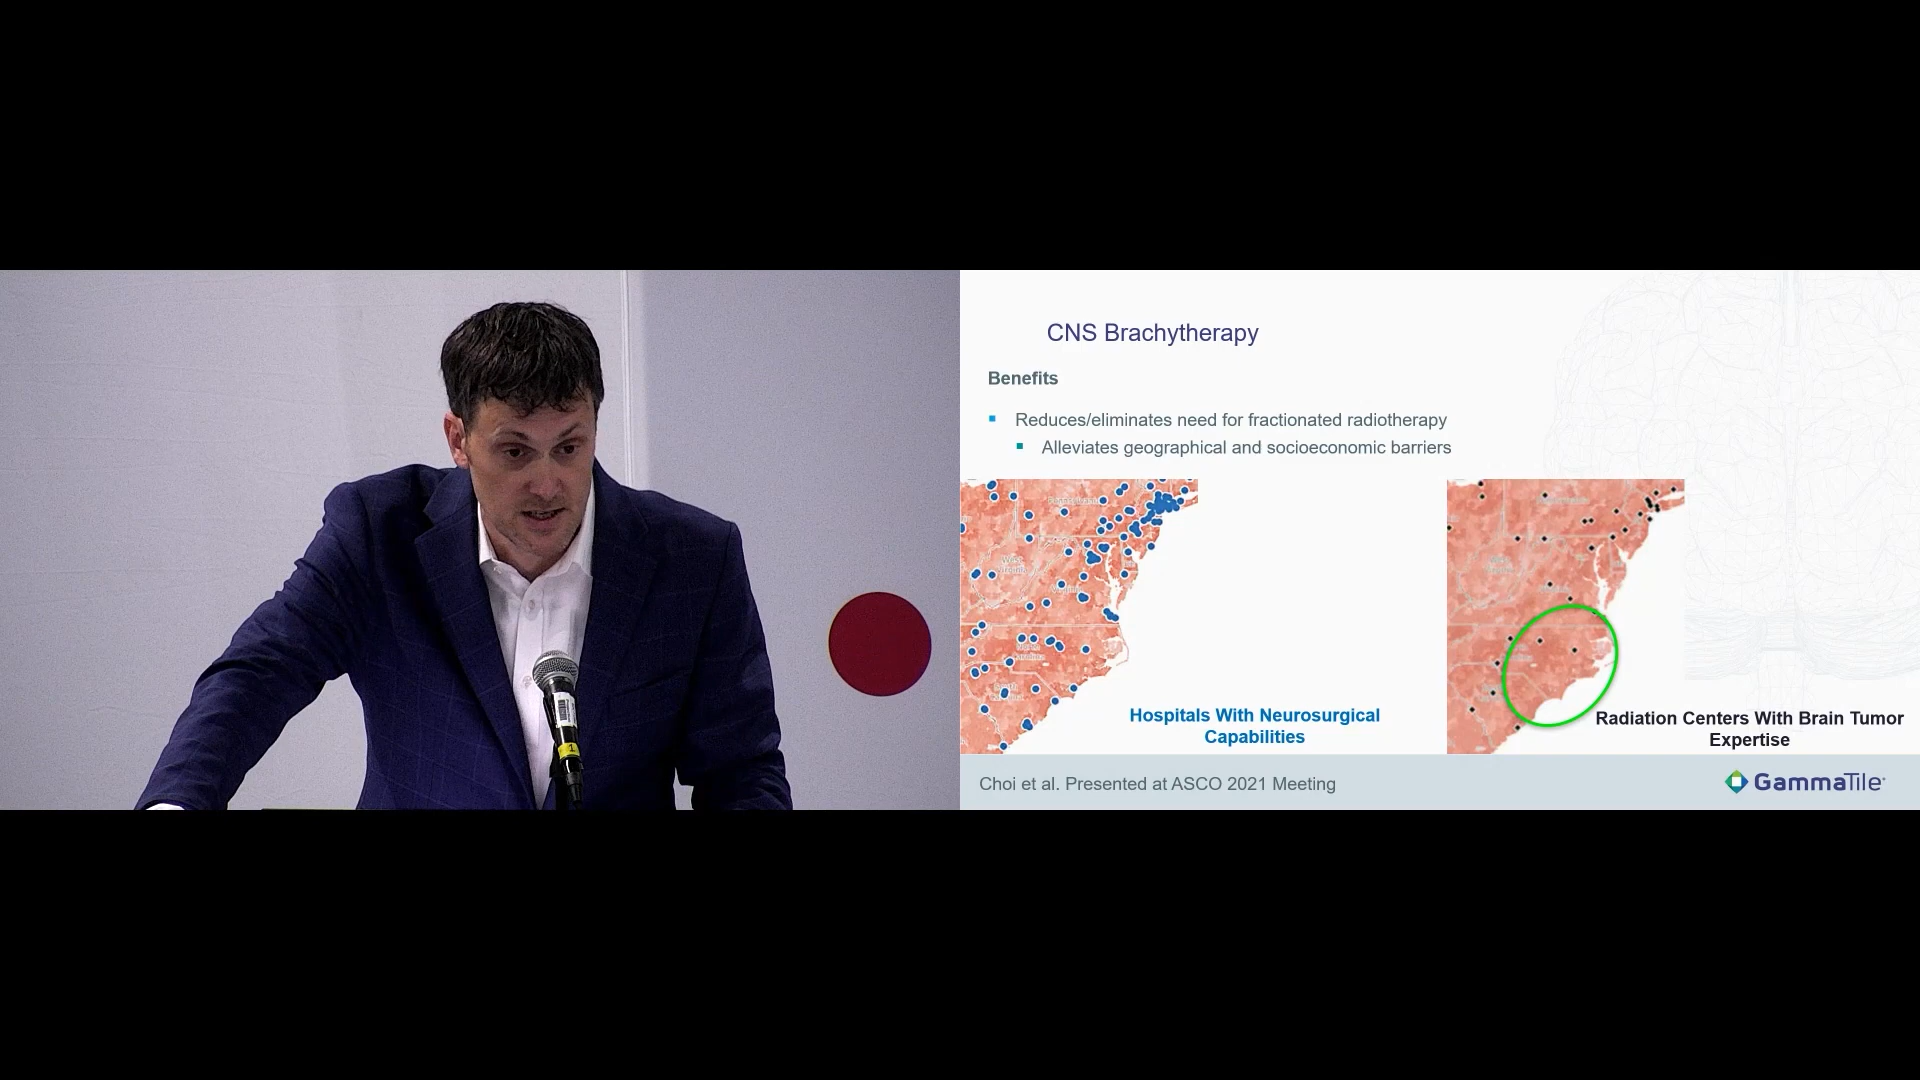 CNS Brachytherapy
Benefits
Reduces/eliminates need for fractionated radiotherapy
Alleviates geographical and socioeconomic barriers
Hospitals With Neurosurgical
Capabilities
Radiation Centers With Brain Tumor
Expertise
Choi et al. Presented at ASCO 2021 Meeting
GammaTile